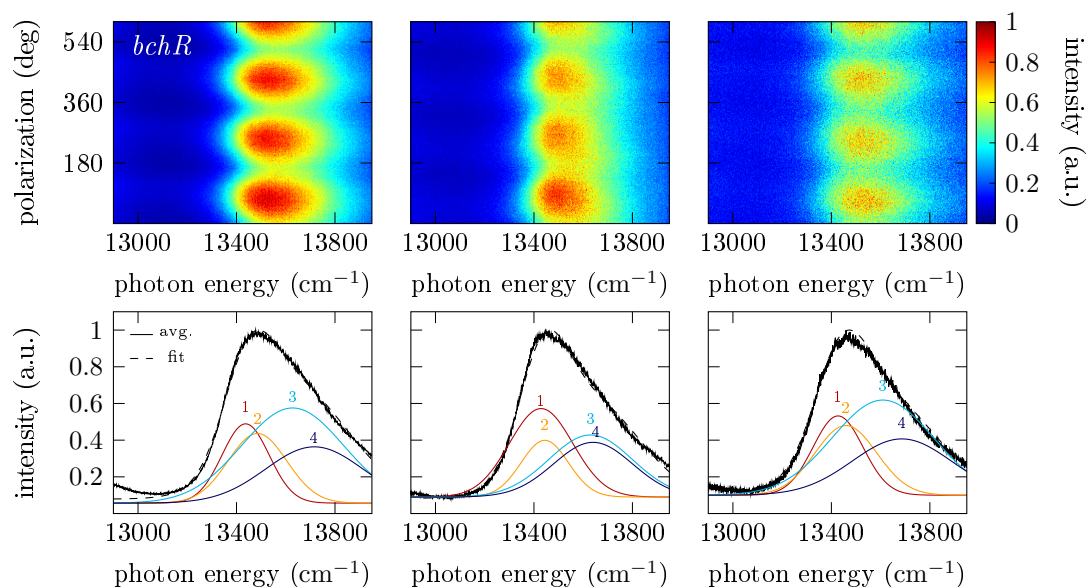 polarization (deg)
540
360
180
bchR
13000 13400 13800
13000 13400 13800
13000 13400 13800
photon energy (cm⁻¹)
photon energy (cm⁻¹)
photon energy (cm⁻¹)
1
0.8
0.6
0.4
0.2
0
intensity (a.u.)
intensity (a.u.)
1
0.8
0.6
0.4
0.2
avg.
fit
1
2
3
4
1
2
3
4
1
2
3
4
13000 13400 13800
13000 13400 13800
13000 13400 13800
photon energy (cm⁻¹)
photon energy (cm⁻¹)
photon energy (cm⁻¹)